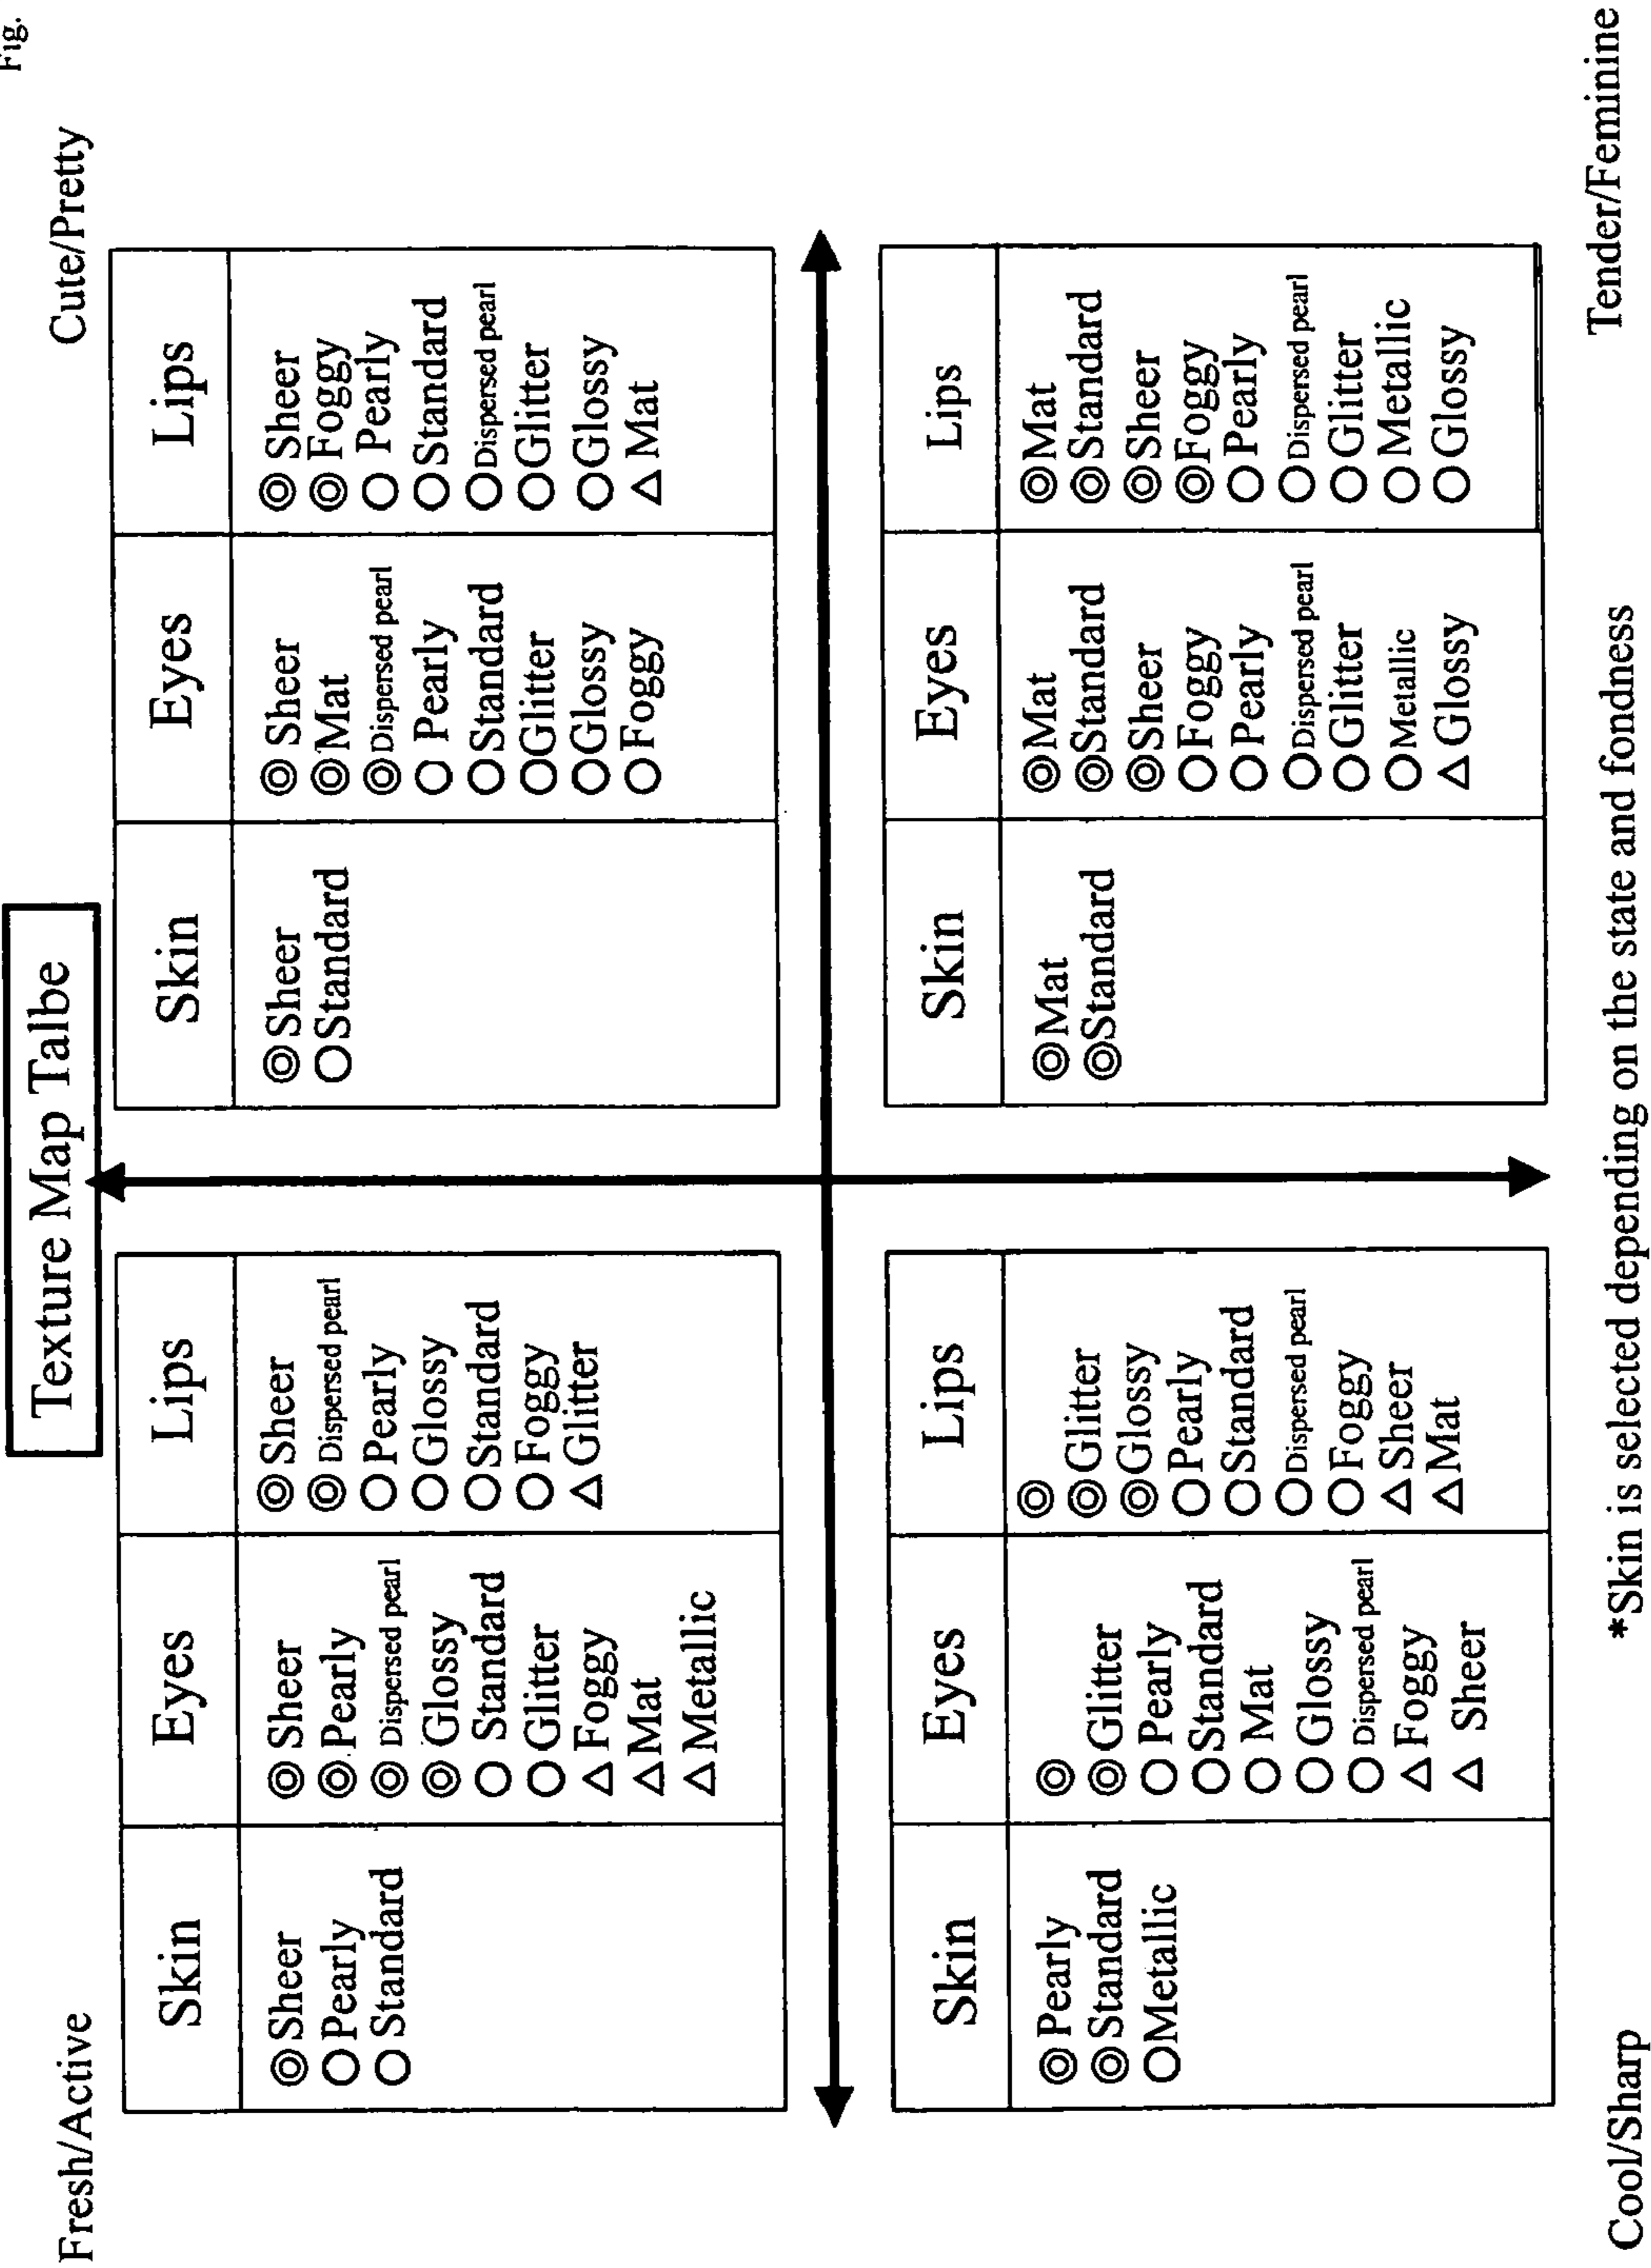 Fig.
Texture Map Talbe
Fresh/Active
Cute/Pretty
Skin Eyes Lips
◎Sheer ◎Sheer ◎Sheer
○Pearly ◎Pearly ◎Dispersed pearl
○Standard ◎Dispersed pearl ○Pearly
◎Glossy ○Glossy
○Standard ○Standard
○Glitter ○Foggy
△Foggy △Glitter
△Mat
△Metallic
Skin Eyes Lips
◎Sheer ◎Sheer ◎Sheer
○Standard ◎Mat ◎Foggy
◎Dispersed pearl ○Pearly
○Pearly ○Standard
○Standard ○Dispersed pearl
○Glitter ○Glitter
○Glossy ○Glossy
○Foggy △Mat
Skin Eyes Lips
◎Pearly ◎ ◎
◎Standard ◎Glitter ◎Glitter
○Metallic ○Pearly ◎Glossy
○Standard ○Pearly
○Mat ○Standard
○Glossy ○Dispersed pearl
○Dispersed pearl ○Foggy
△Foggy △Sheer
△Sheer △Mat
Skin Eyes Lips
◎Mat ◎Mat ◎Mat
◎Standard ◎Standard ◎Standard
◎Sheer ◎Sheer
○Foggy ◎Foggy
○Pearly ○Pearly
○Dispersed pearl ○Dispersed pearl
○Glitter ○Glitter
○Metallic ○Metallic
△Glossy ○Glossy
Cool/Sharp
*Skin is selected depending on the state and fondness
Tender/Feminine